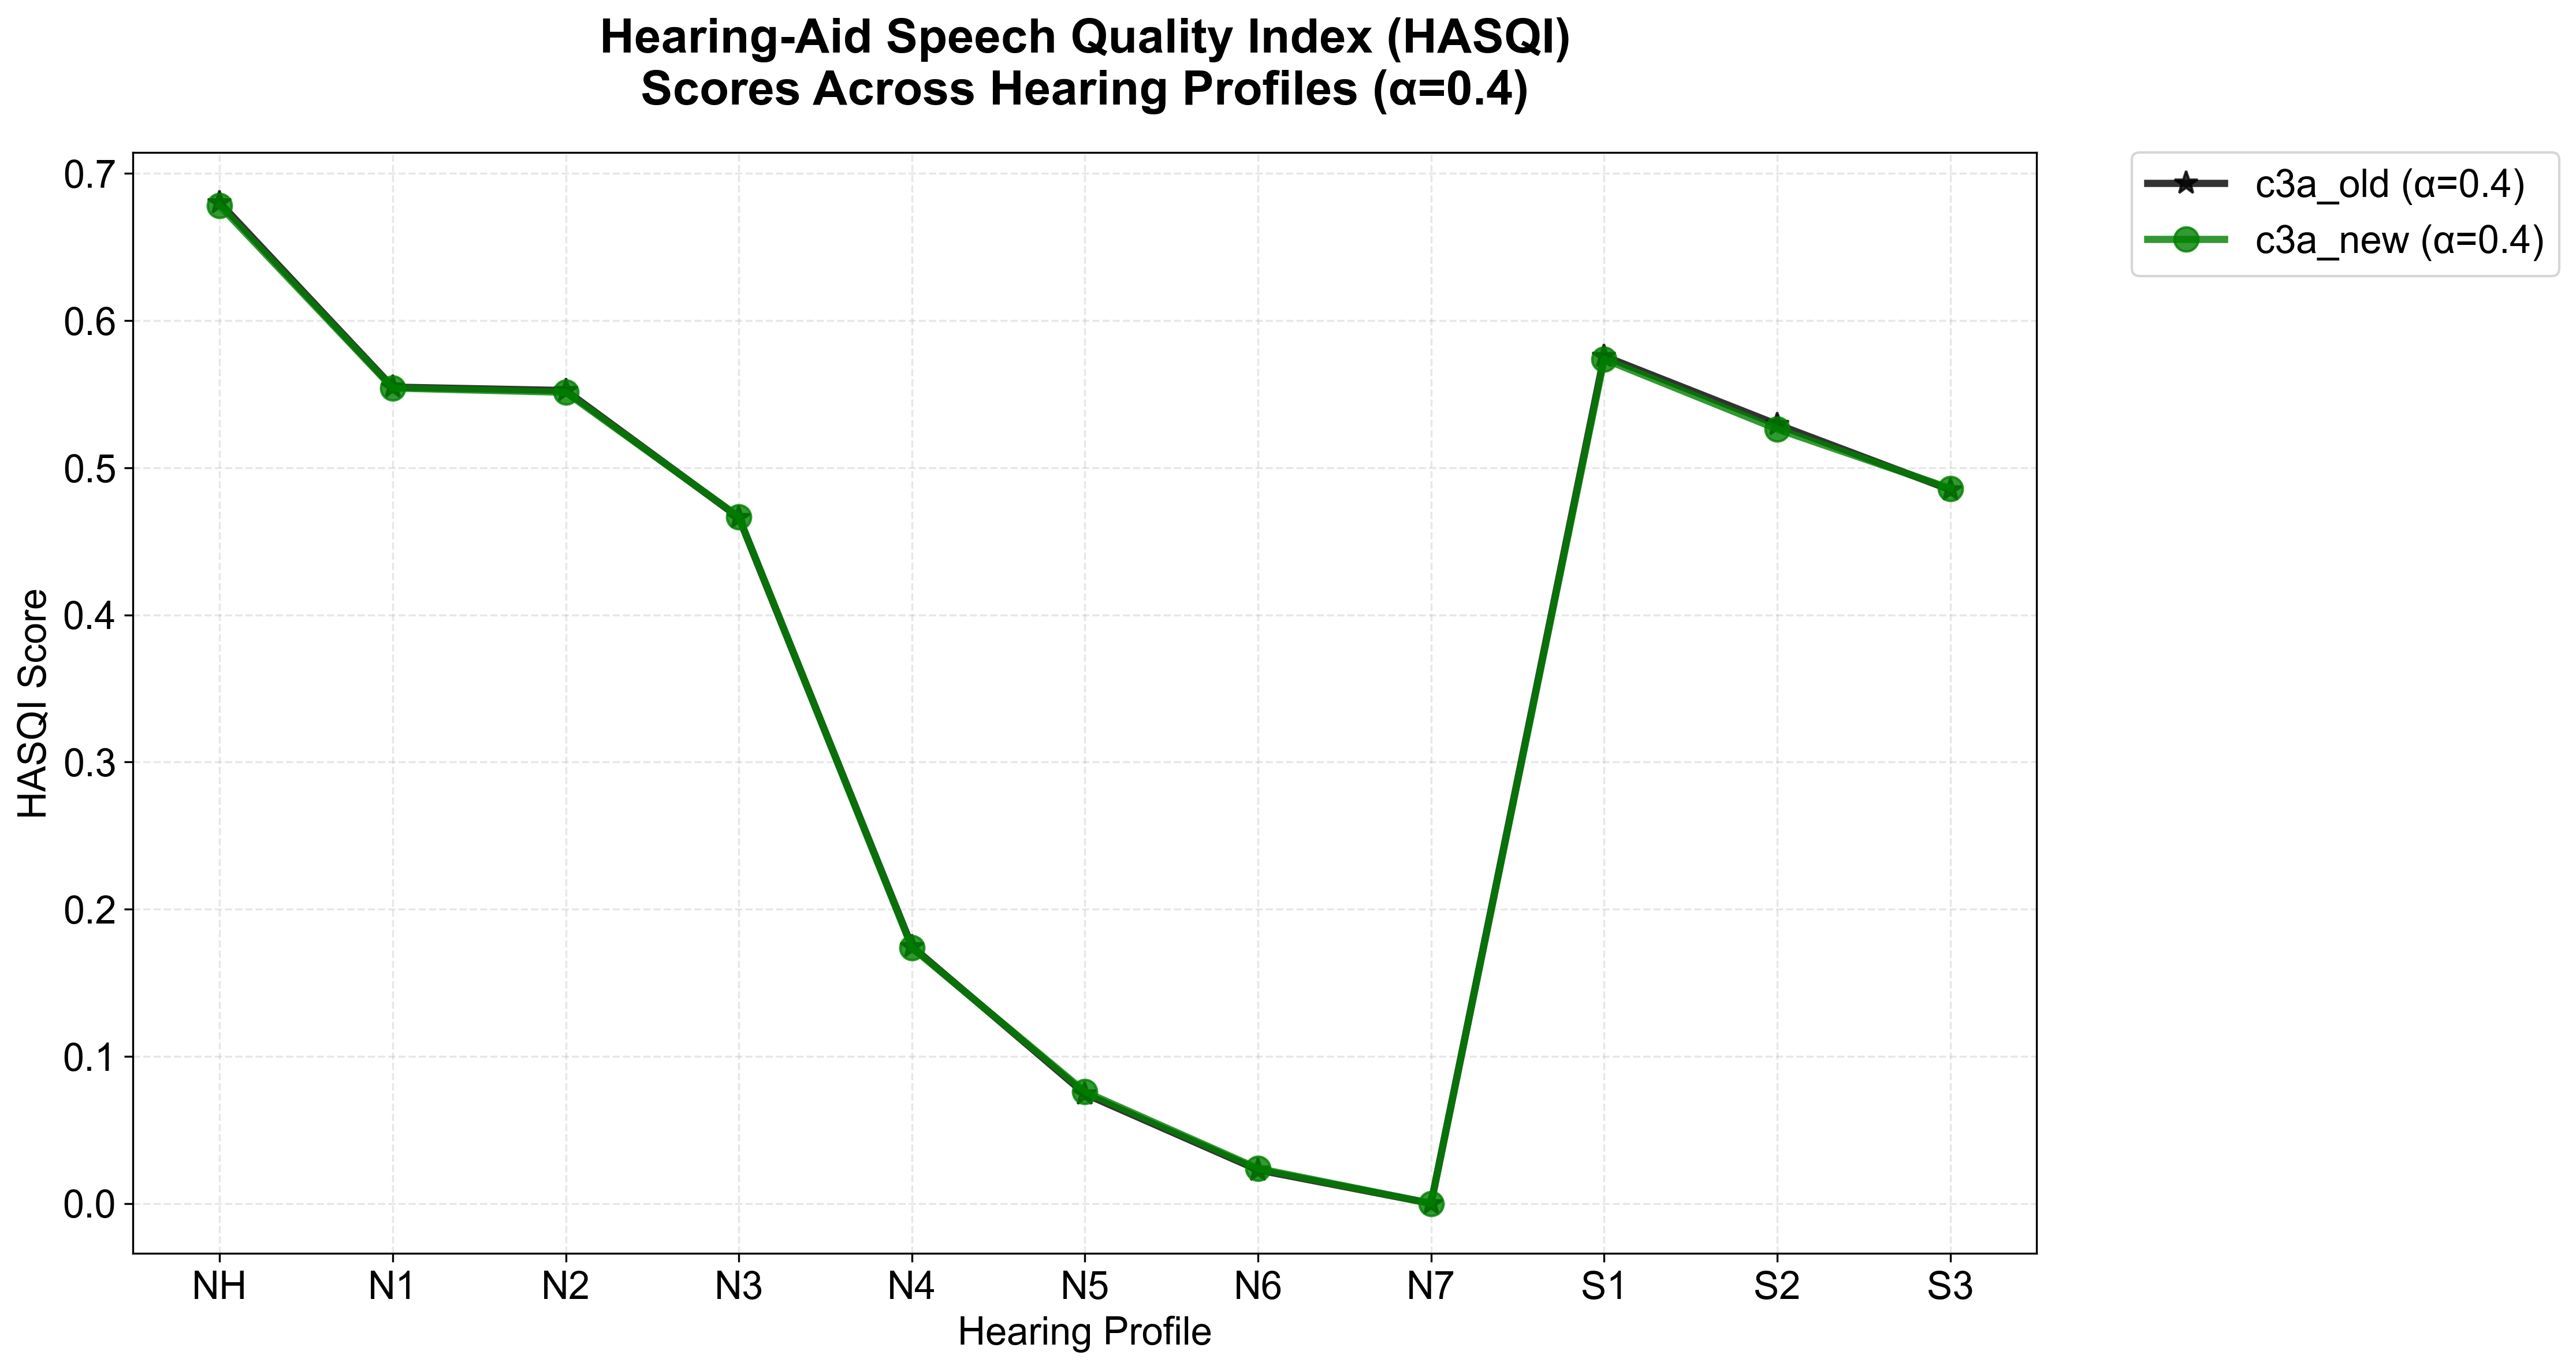 Hearing-Aid Speech Quality Index (HASQI)
Scores Across Hearing Profiles (α=0.4)
c3a_old (α=0.4)
c3a_new (α=0.4)
HASQI Score
0.7
0.6
0.5
0.4
0.3
0.2
0.1
0.0
NH N1 N2 N3 N4 N5 N6 N7 S1 S2 S3
Hearing Profile